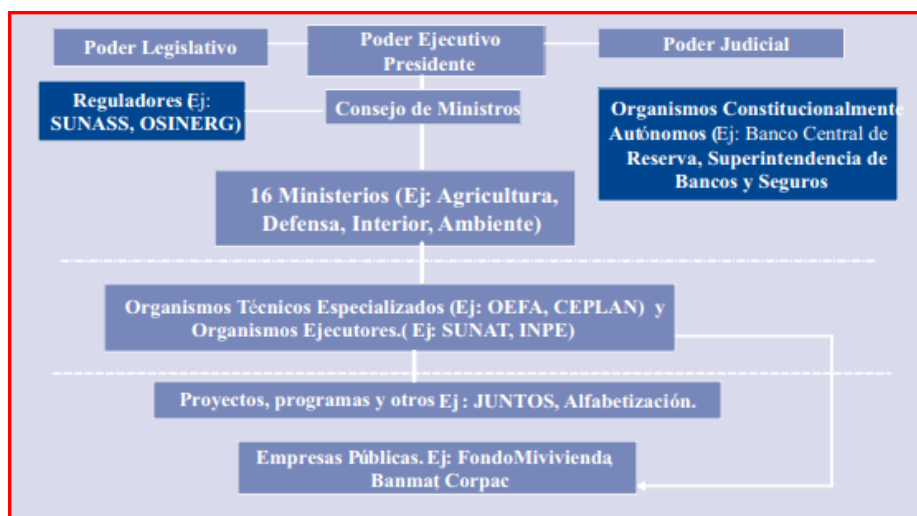 Poder Legislativo
Poder Ejecutivo
Presidente
Poder Judicial
Reguladores (Ej:
SUNASS, OSINERG)
Consejo de Ministros
Organismos Constitucionalmente
Autónomos (Ej: Banco Central de
Reserva, Superintendencia de
Bancos y Seguros
16 Ministerios (Ej: Agricultura,
Defensa, Interior, Ambiente)
Organismos Técnicos Especializados (Ej: OEFA, CEPLAN) y
Organismos Ejecutores.( Ej: SUNAT, INPE)
Proyectos, programas y otros Ej : JUNTOS, Alfabetización.
Empresas Públicas. Ej: FondoMivivienda,
Banmat, Corpac